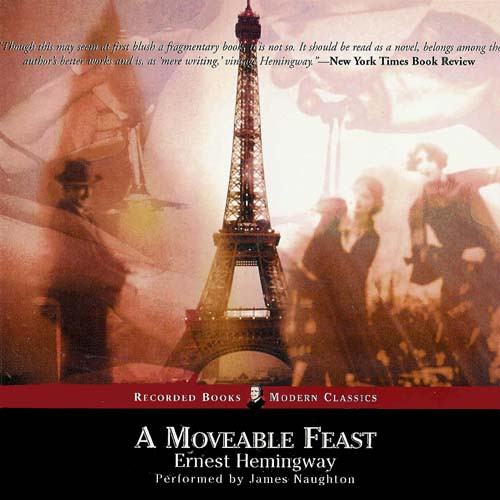 "Though this may seem at first blush a fragmentary book, it is not so. It should be read as a novel, belongs among the
author's better works and is, as 'mere writing,' vintage Hemingway."—New York Times Book Review
RECORDED BOOKS MODERN CLASSICS
A MOVEABLE FEAST
Ernest Hemingway
Performed by James Naughton